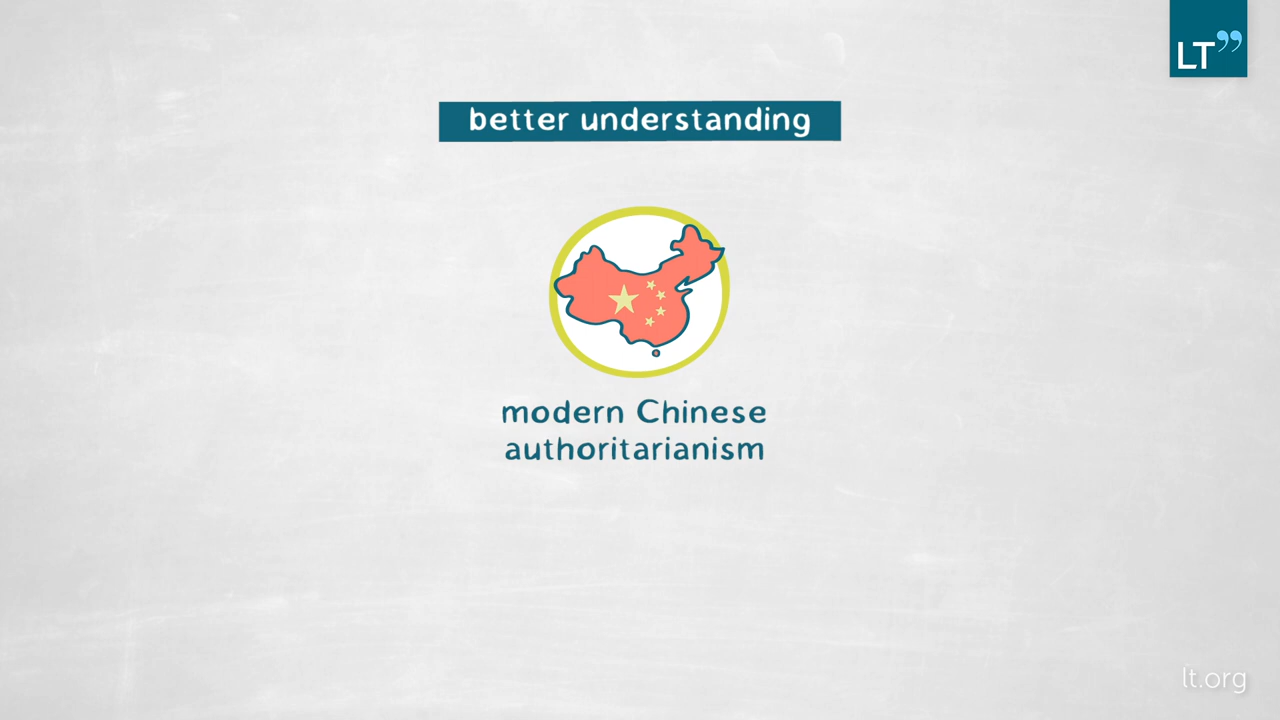 LT”
better understanding
modern Chinese
authoritarianism
lt.org